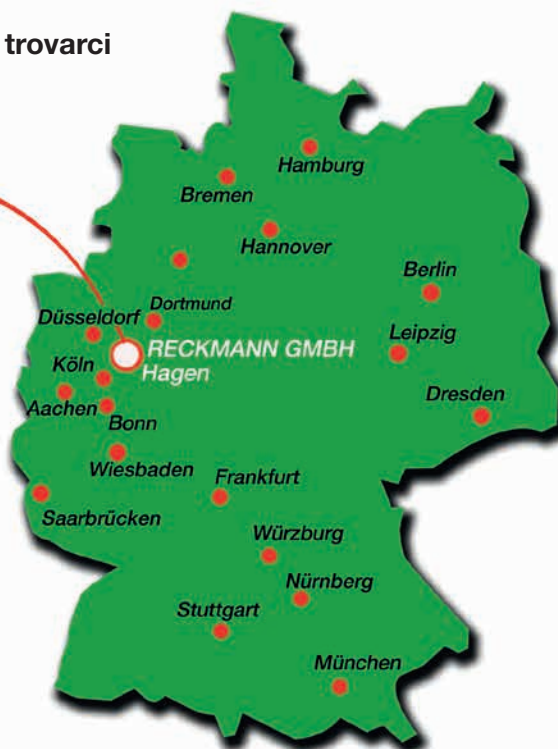 trovarci
Hamburg
Bremen
Hannover
Berlin
Dortmund
Düsseldorf
RECKMANN GMBH
Hagen
Leipzig
Köln
Dresden
Aachen
Bonn
Wiesbaden
Frankfurt
Saarbrücken
Würzburg
Nürnberg
Stuttgart
München